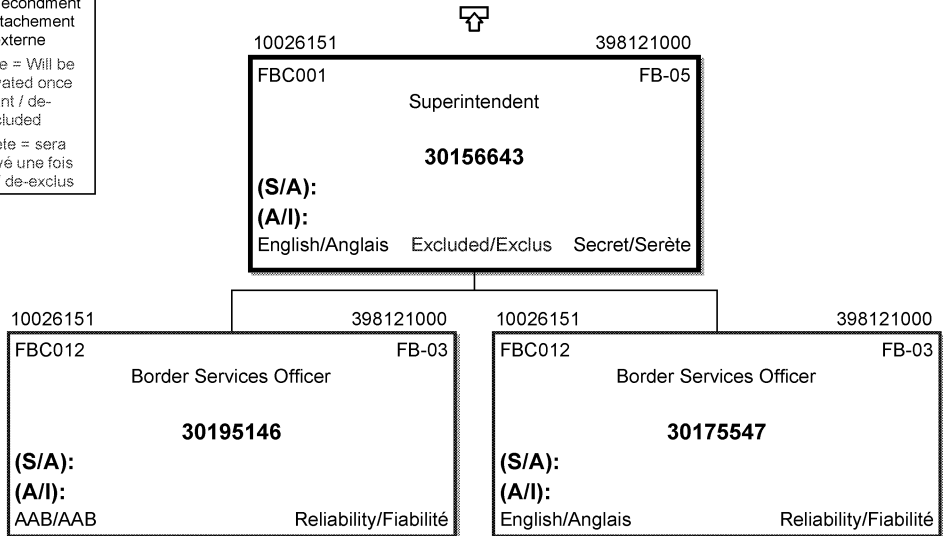 econdment
tachement
xterne
e = Will be
ated once
nt / de-
cluded
ete = sera
yé une fois
/ de-exclus
10026151 398121000
FBC001 FB-05
Superintendent
30156643
(S/A):
(A/I):
English/Anglais Excluded/Exclus Secret/Serète
10026151 398121000
FBC012 FB-03
Border Services Officer
30195146
(S/A):
(A/I):
AAB/AAB Reliability/Fiabilité
10026151 398121000
FBC012 FB-03
Border Services Officer
30175547
(S/A):
(A/I):
English/Anglais Reliability/Fiabilité